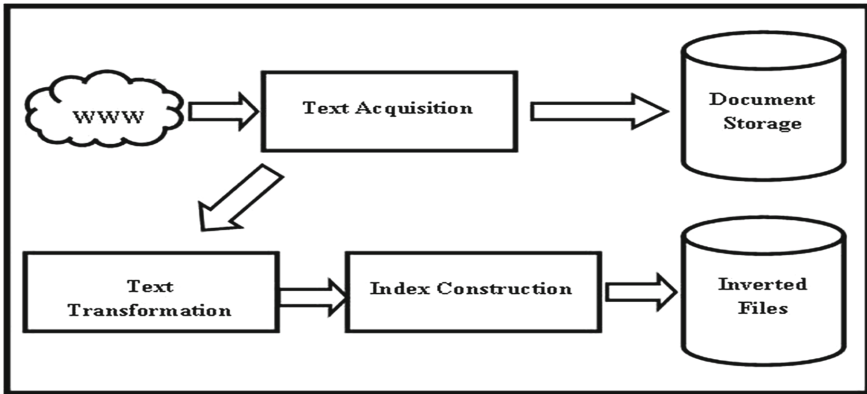 WWW
Text Acquisition
Document
Storage
Text
Transformation
Index Construction
Inverted
Files